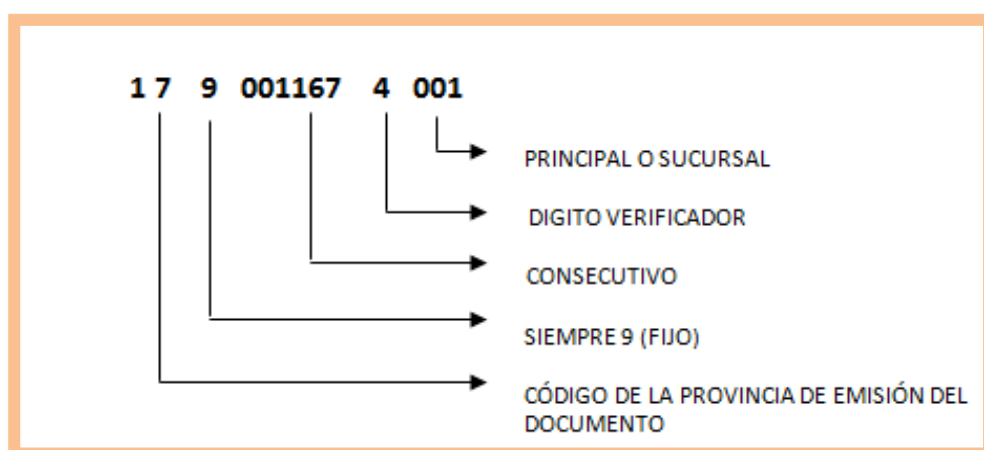 1 7 9 001167 4 001
PRINCIPAL O SUCURSAL
DIGITO VERIFICADOR
CONSECUTIVO
SIEMPRE 9 (FIJO)
CÓDIGO DE LA PROVINCIA DE EMISIÓN DEL
DOCUMENTO